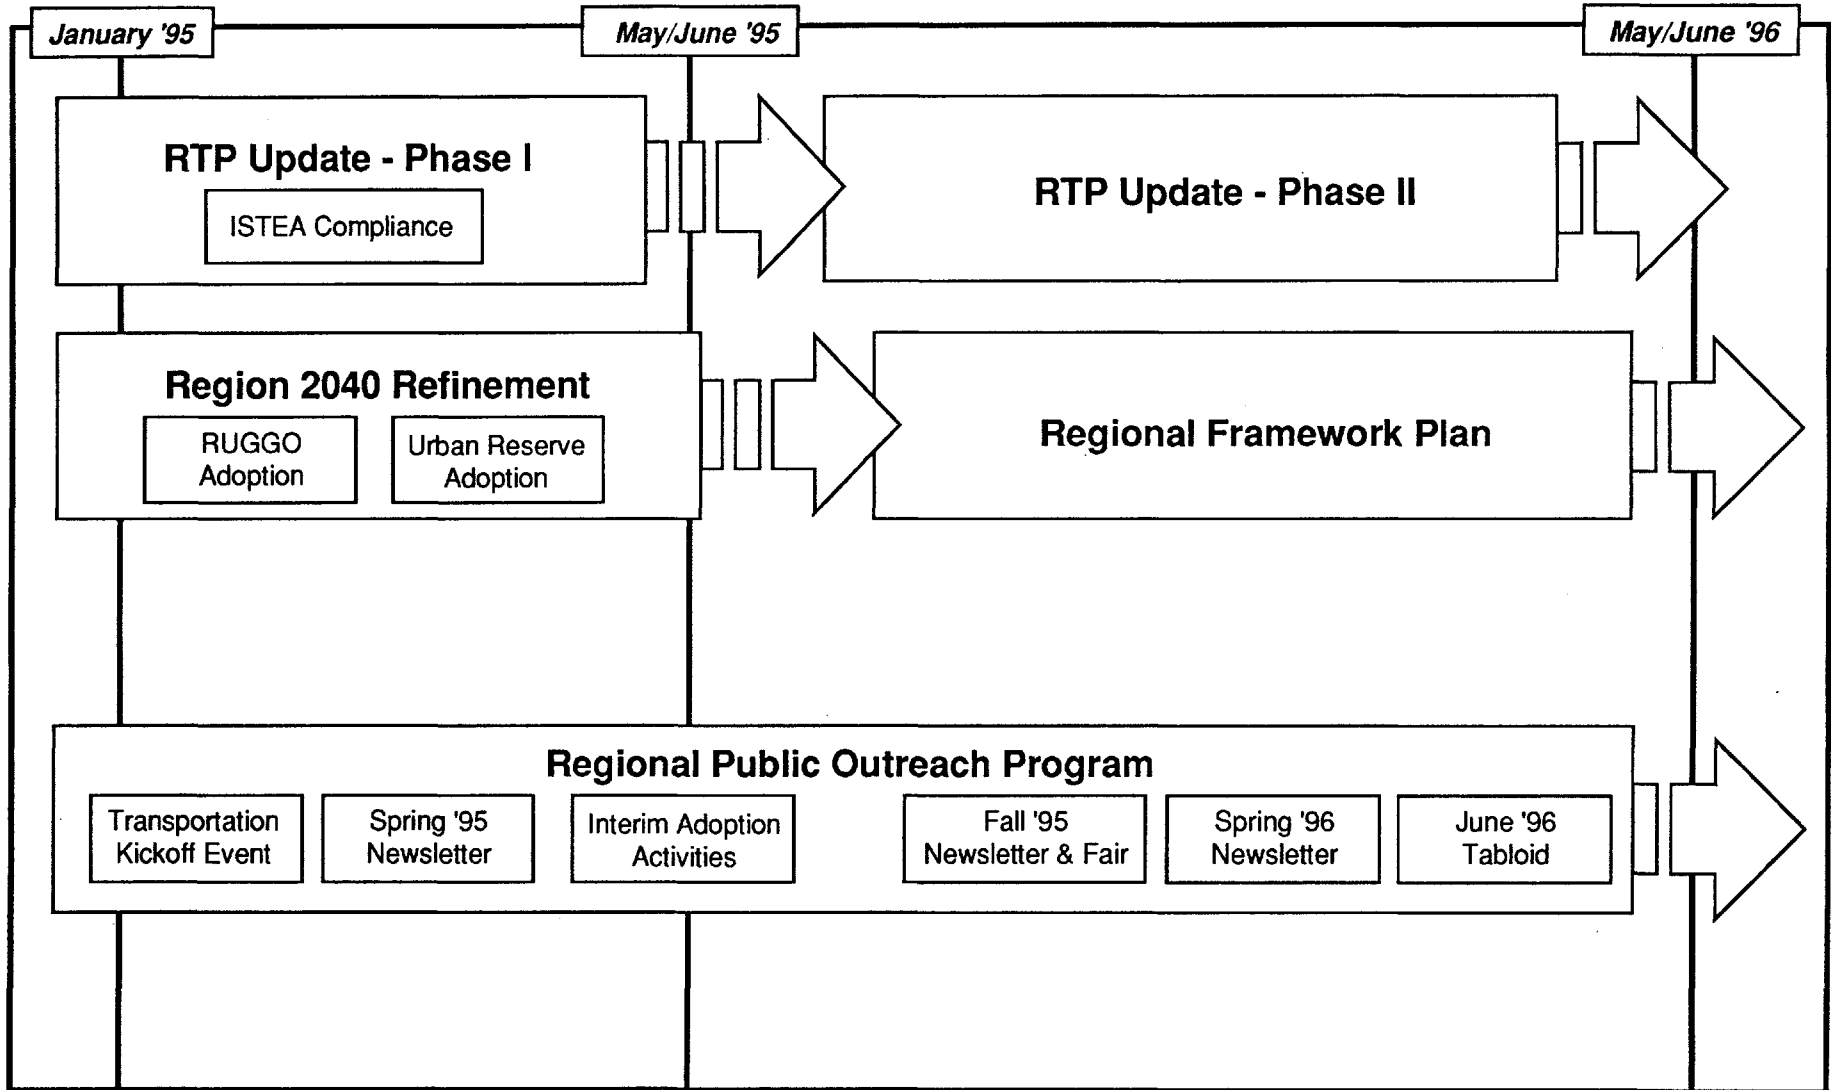 January '95
May/June '95
May/June '96
RTP Update - Phase I
ISTEA Compliance
RTP Update - Phase II
Region 2040 Refinement
RUGGO
Adoption
Urban Reserve
Adoption
Regional Framework Plan
Regional Public Outreach Program
Transportation
Kickoff Event
Spring '95
Newsletter
Interim Adoption
Activities
Fall '95
Newsletter & Fair
Spring '96
Newsletter
June '96
Tabloid